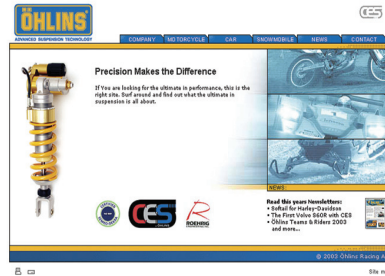 ÖHLINS
ADVANCED SUSPENSION TECHNOLOGY
CES
COMPANY MOTORCYCLE CAR SNOWMOBILE NEWS CONTACT
Precision Makes the Difference
If You are looking for the ultimate in performance, this is the
right site. Surf around and find out what the ultimate in
suspension is all about.
NEWS:
Read this years Newsletters:
• Softail for Harley-Davidson
• The First Volvo S60R with CES
• Öhlins Teams & Riders 2003
and more...
CES
ROEHRIG
© 2003 Öhlins Racing A
Site m